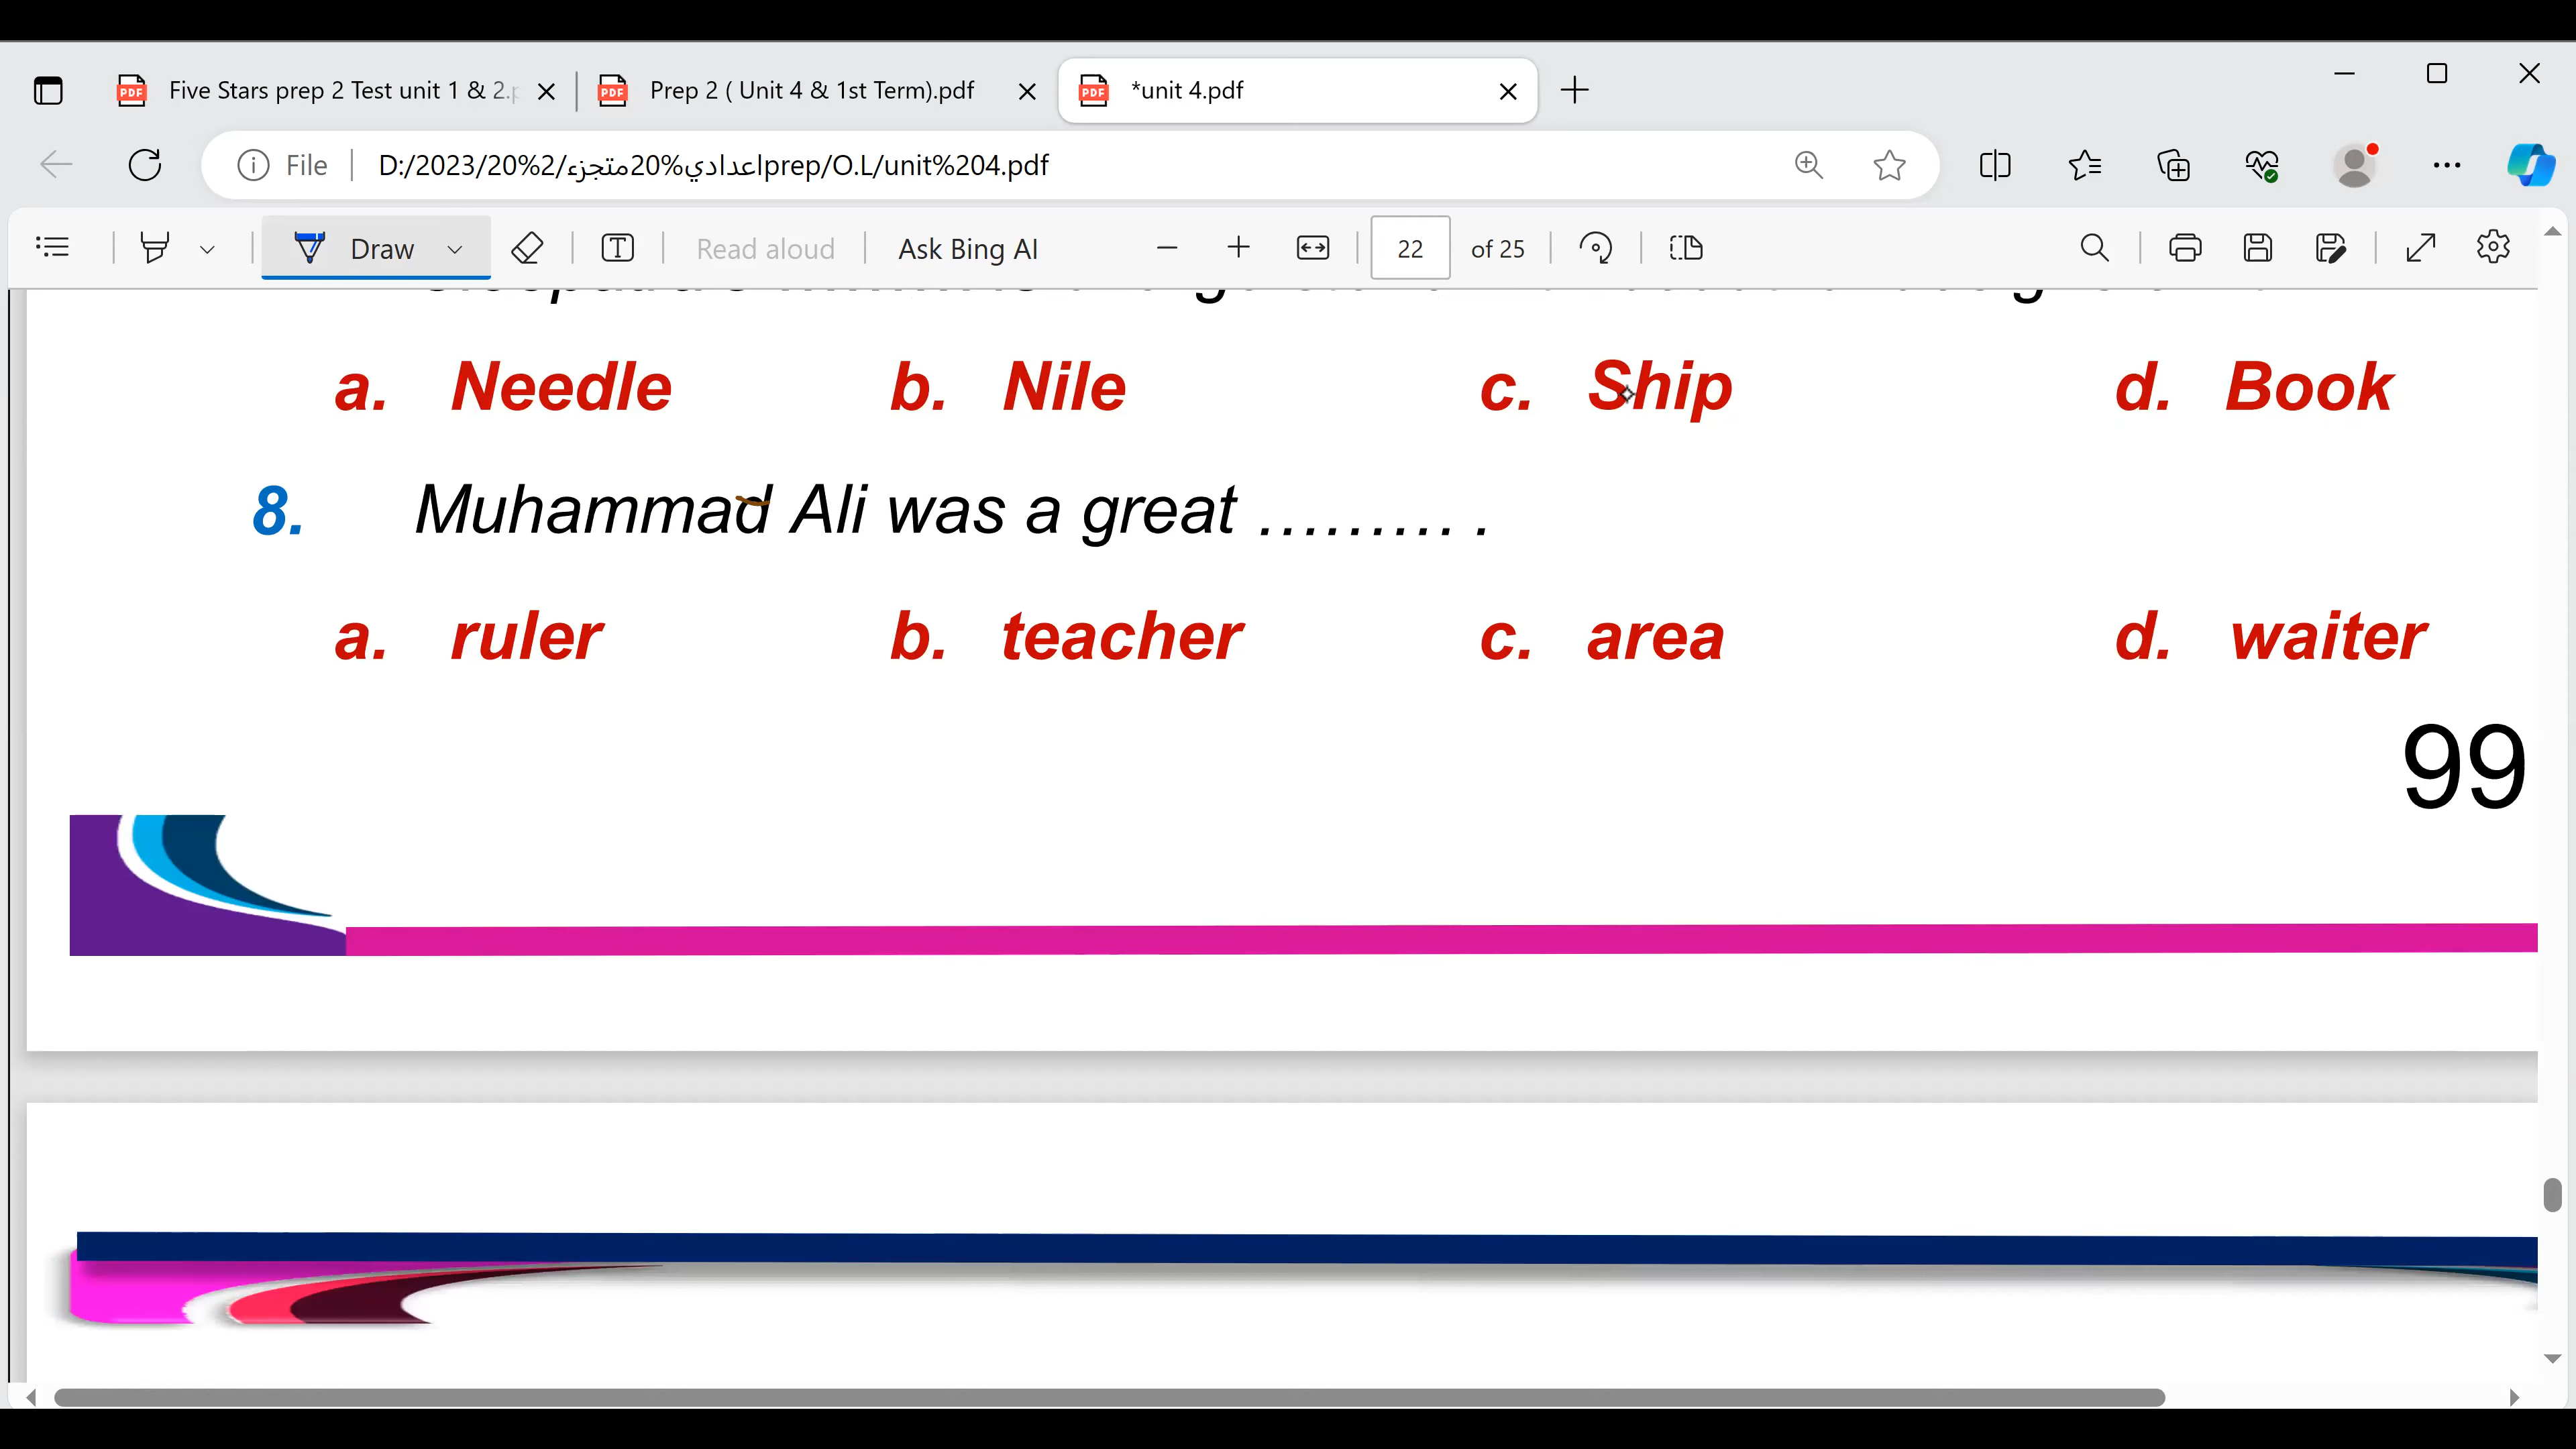 Five Stars prep 2 Test unit 1 & 2.p
Prep 2 ( Unit 4 & 1st Term).pdf
*unit 4.pdf
File
D:/2023/20%2/اعدادي%20متجزءprep/O.L/unit%204.pdf
Draw
Read aloud
Ask Bing AI
22
of 25
a. Needle b. Nile c. Ship d. Book
8. Muhammad Ali was a great ……… .
a. ruler b. teacher c. area d. waiter
99